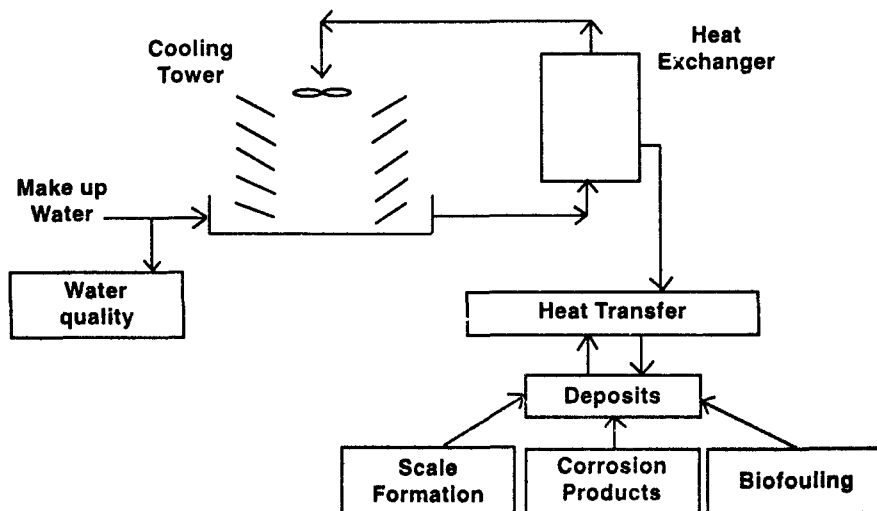 Cooling
Tower
Heat
Exchanger
Make up
Water
Water
quality
Heat Transfer
Deposits
Scale
Formation
Corrosion
Products
Biofouling